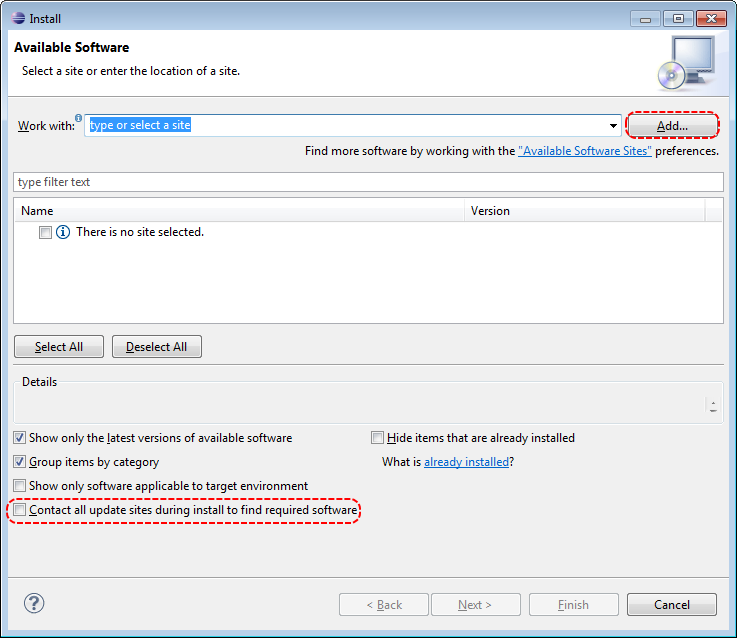 Install
Available Software
Select a site or enter the location of a site.
Work with: type or select a site Add...
Find more software by working with the "Available Software Sites" preferences.
type filter text
Name Version
There is no site selected.
Select All Deselect All
Details
Show only the latest versions of available software Hide items that are already installed
Group items by category What is already installed?
Show only software applicable to target environment
Contact all update sites during install to find required software
? < Back Next > Finish Cancel